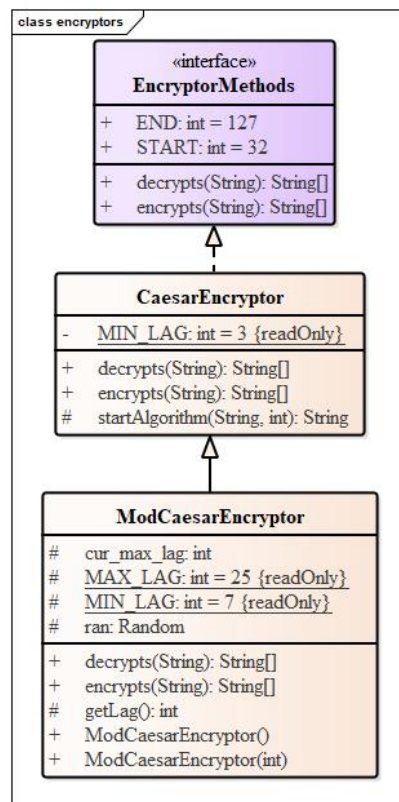 class encryptors
«interface»
EncryptorMethods
+ END: int = 127
+ START: int = 32
+ decrypts(String): String[]
+ encrypts(String): String[]
CaesarEncryptor
- MIN_LAG: int = 3 {readOnly}
+ decrypts(String): String[]
+ encrypts(String): String[]
# startAlgorithm(String, int): String
ModCaesarEncryptor
# cur_max_lag: int
# MAX_LAG: int = 25 {readOnly}
# MIN_LAG: int = 7 {readOnly}
# ran: Random
+ decrypts(String): String[]
+ encrypts(String): String[]
# getLag(): int
+ ModCaesarEncryptor()
+ ModCaesarEncryptor(int)